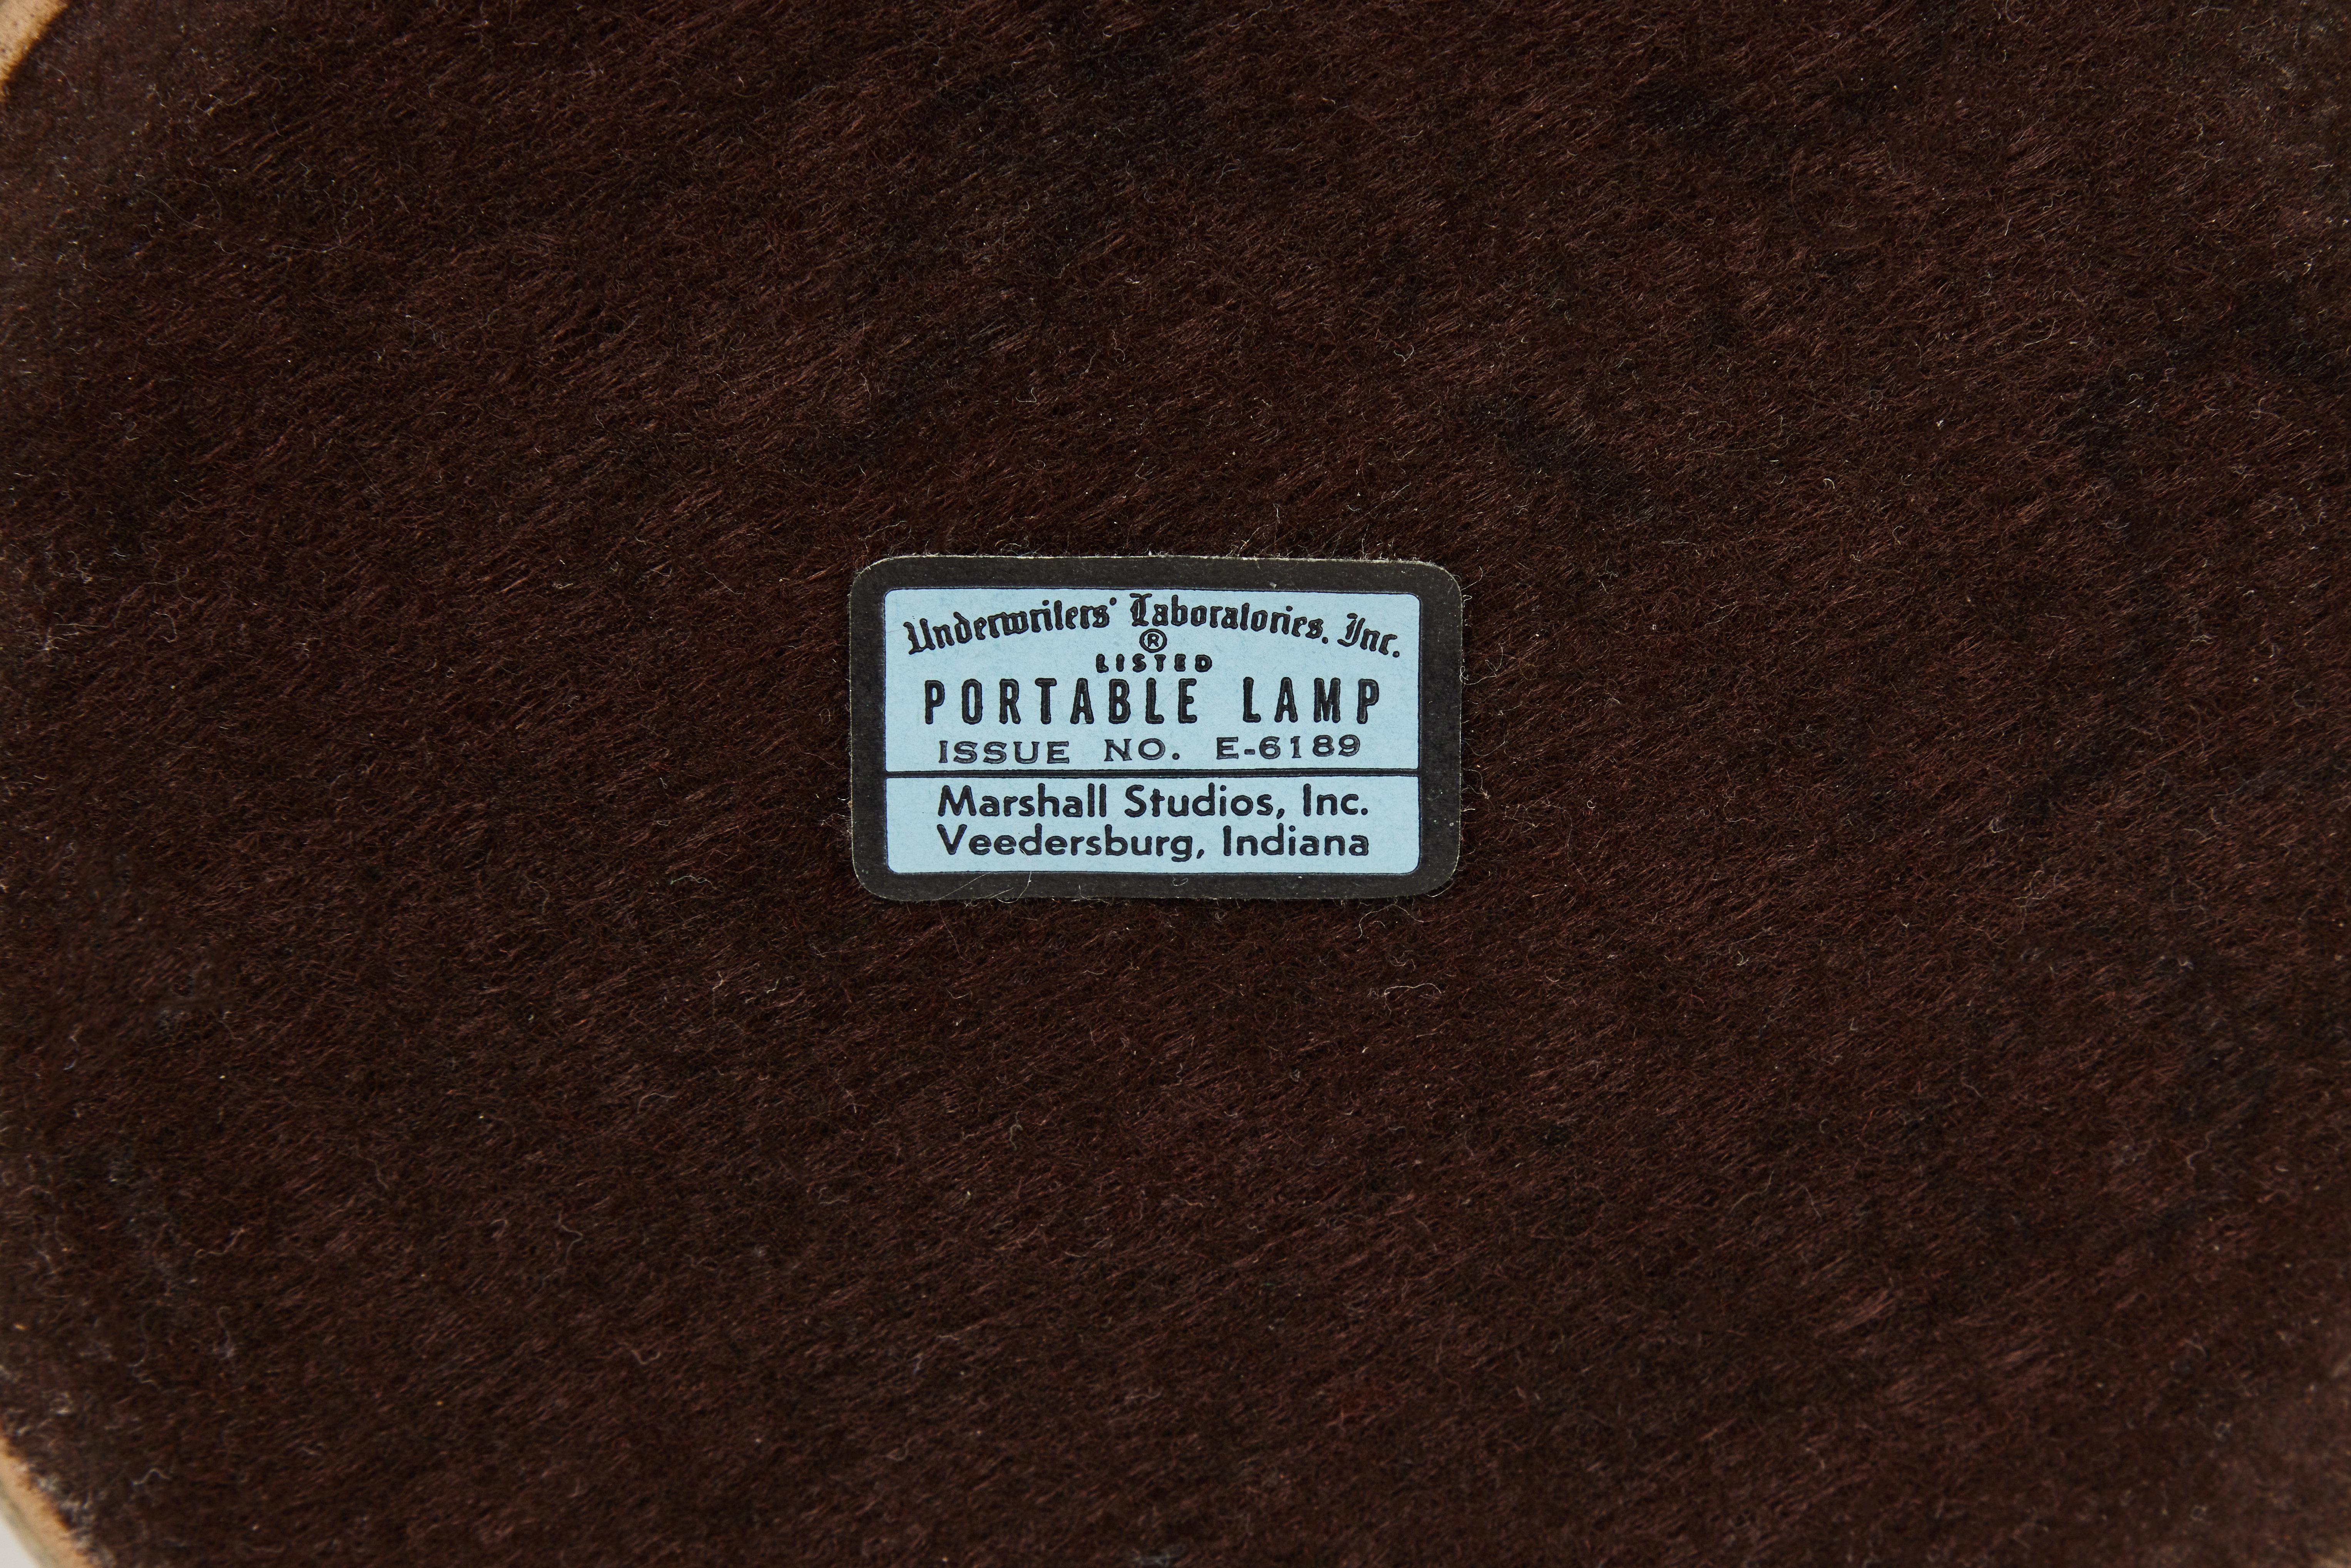 Underwriters' Laboratories, Inc.
®
LISTED
PORTABLE LAMP
ISSUE NO. E-6189
Marshall Studios, Inc.
Veedersburg, Indiana